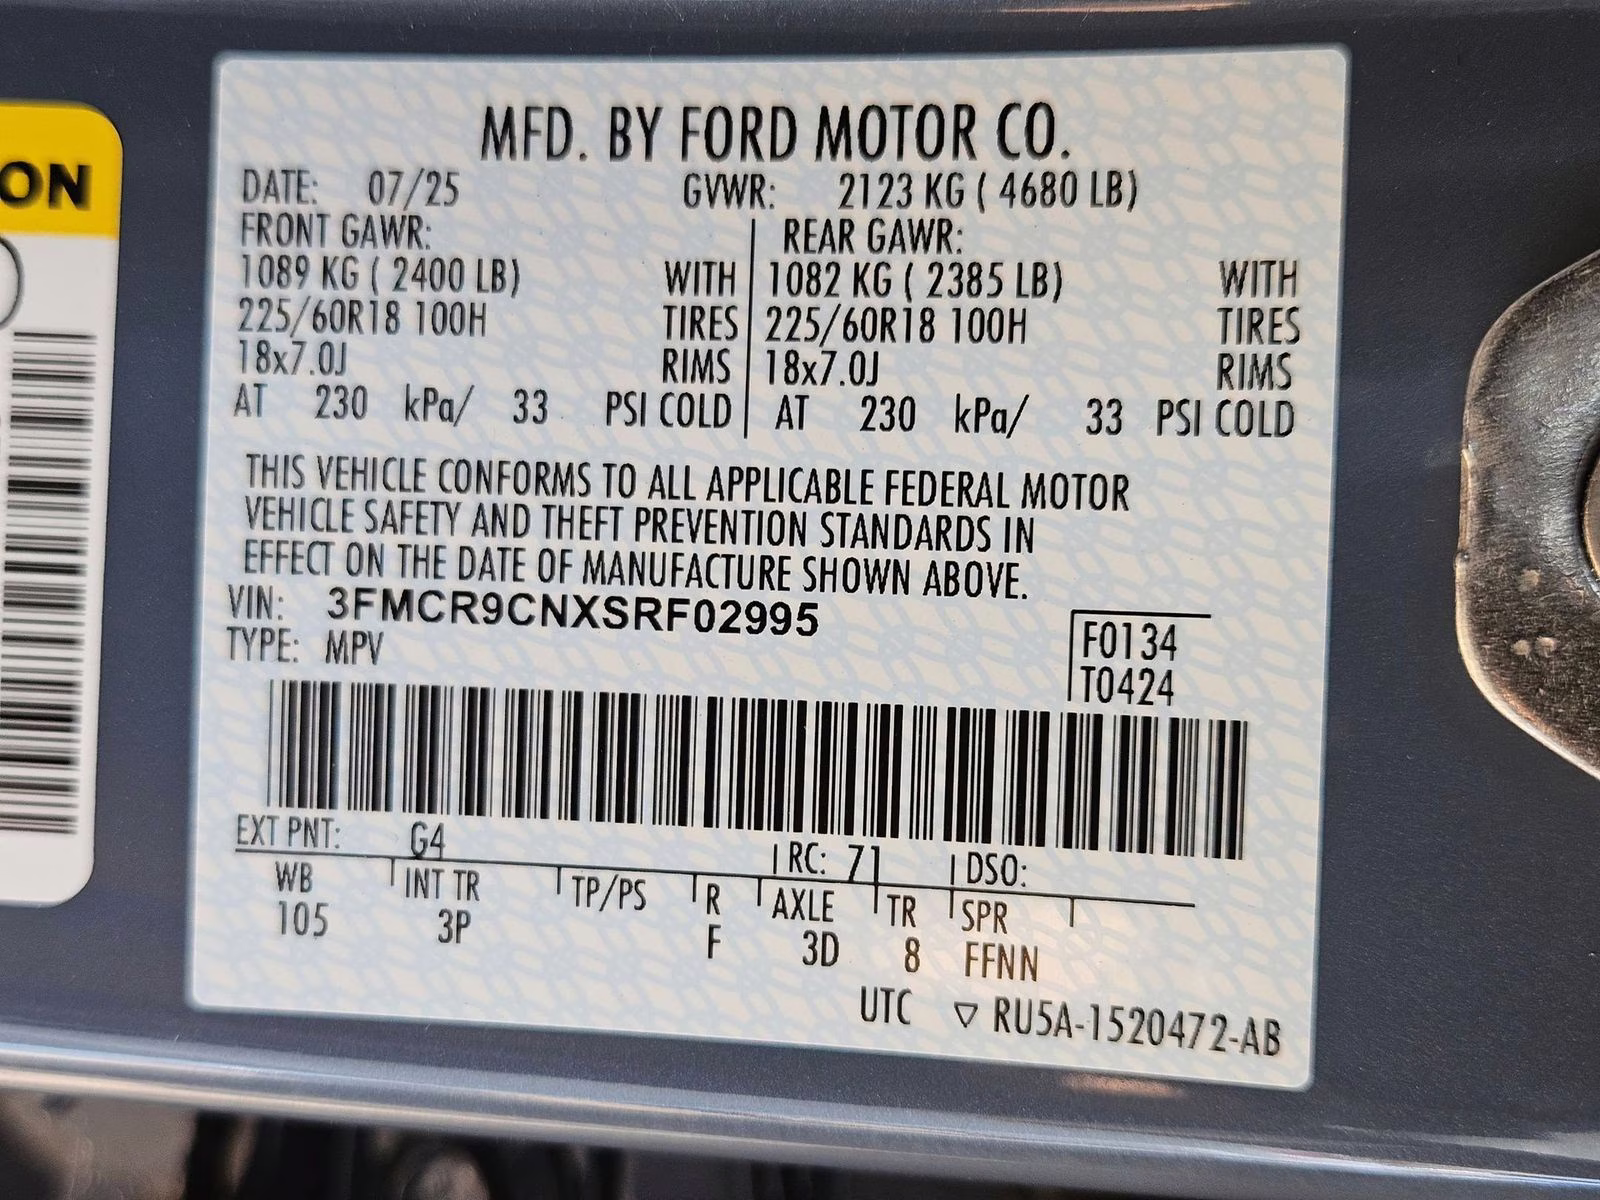 ON
MFD. BY FORD MOTOR CO.
DATE: 07/25 GVWR: 2123 KG ( 4680 LB)
FRONT GAWR: REAR GAWR:
1089 KG ( 2400 LB) WITH 1082 KG ( 2385 LB) WITH
225/60R18 100H TIRES 225/60R18 100H TIRES
18x7.0J RIMS 18x7.0J RIMS
AT 230 kPa/ 33 PSI COLD AT 230 kPa/ 33 PSI COLD
THIS VEHICLE CONFORMS TO ALL APPLICABLE FEDERAL MOTOR
VEHICLE SAFETY AND THEFT PREVENTION STANDARDS IN
EFFECT ON THE DATE OF MANUFACTURE SHOWN ABOVE.
VIN: 3FMCR9CNXSRF02995
TYPE: MPV
F0134
T0424
EXT PNT: G4 RC: 71 DSO:
WB INT TR TP/PS R AXLE TR SPR
105 3P F 3D 8 FFNN
UTC ▽ RU5A-1520472-AB